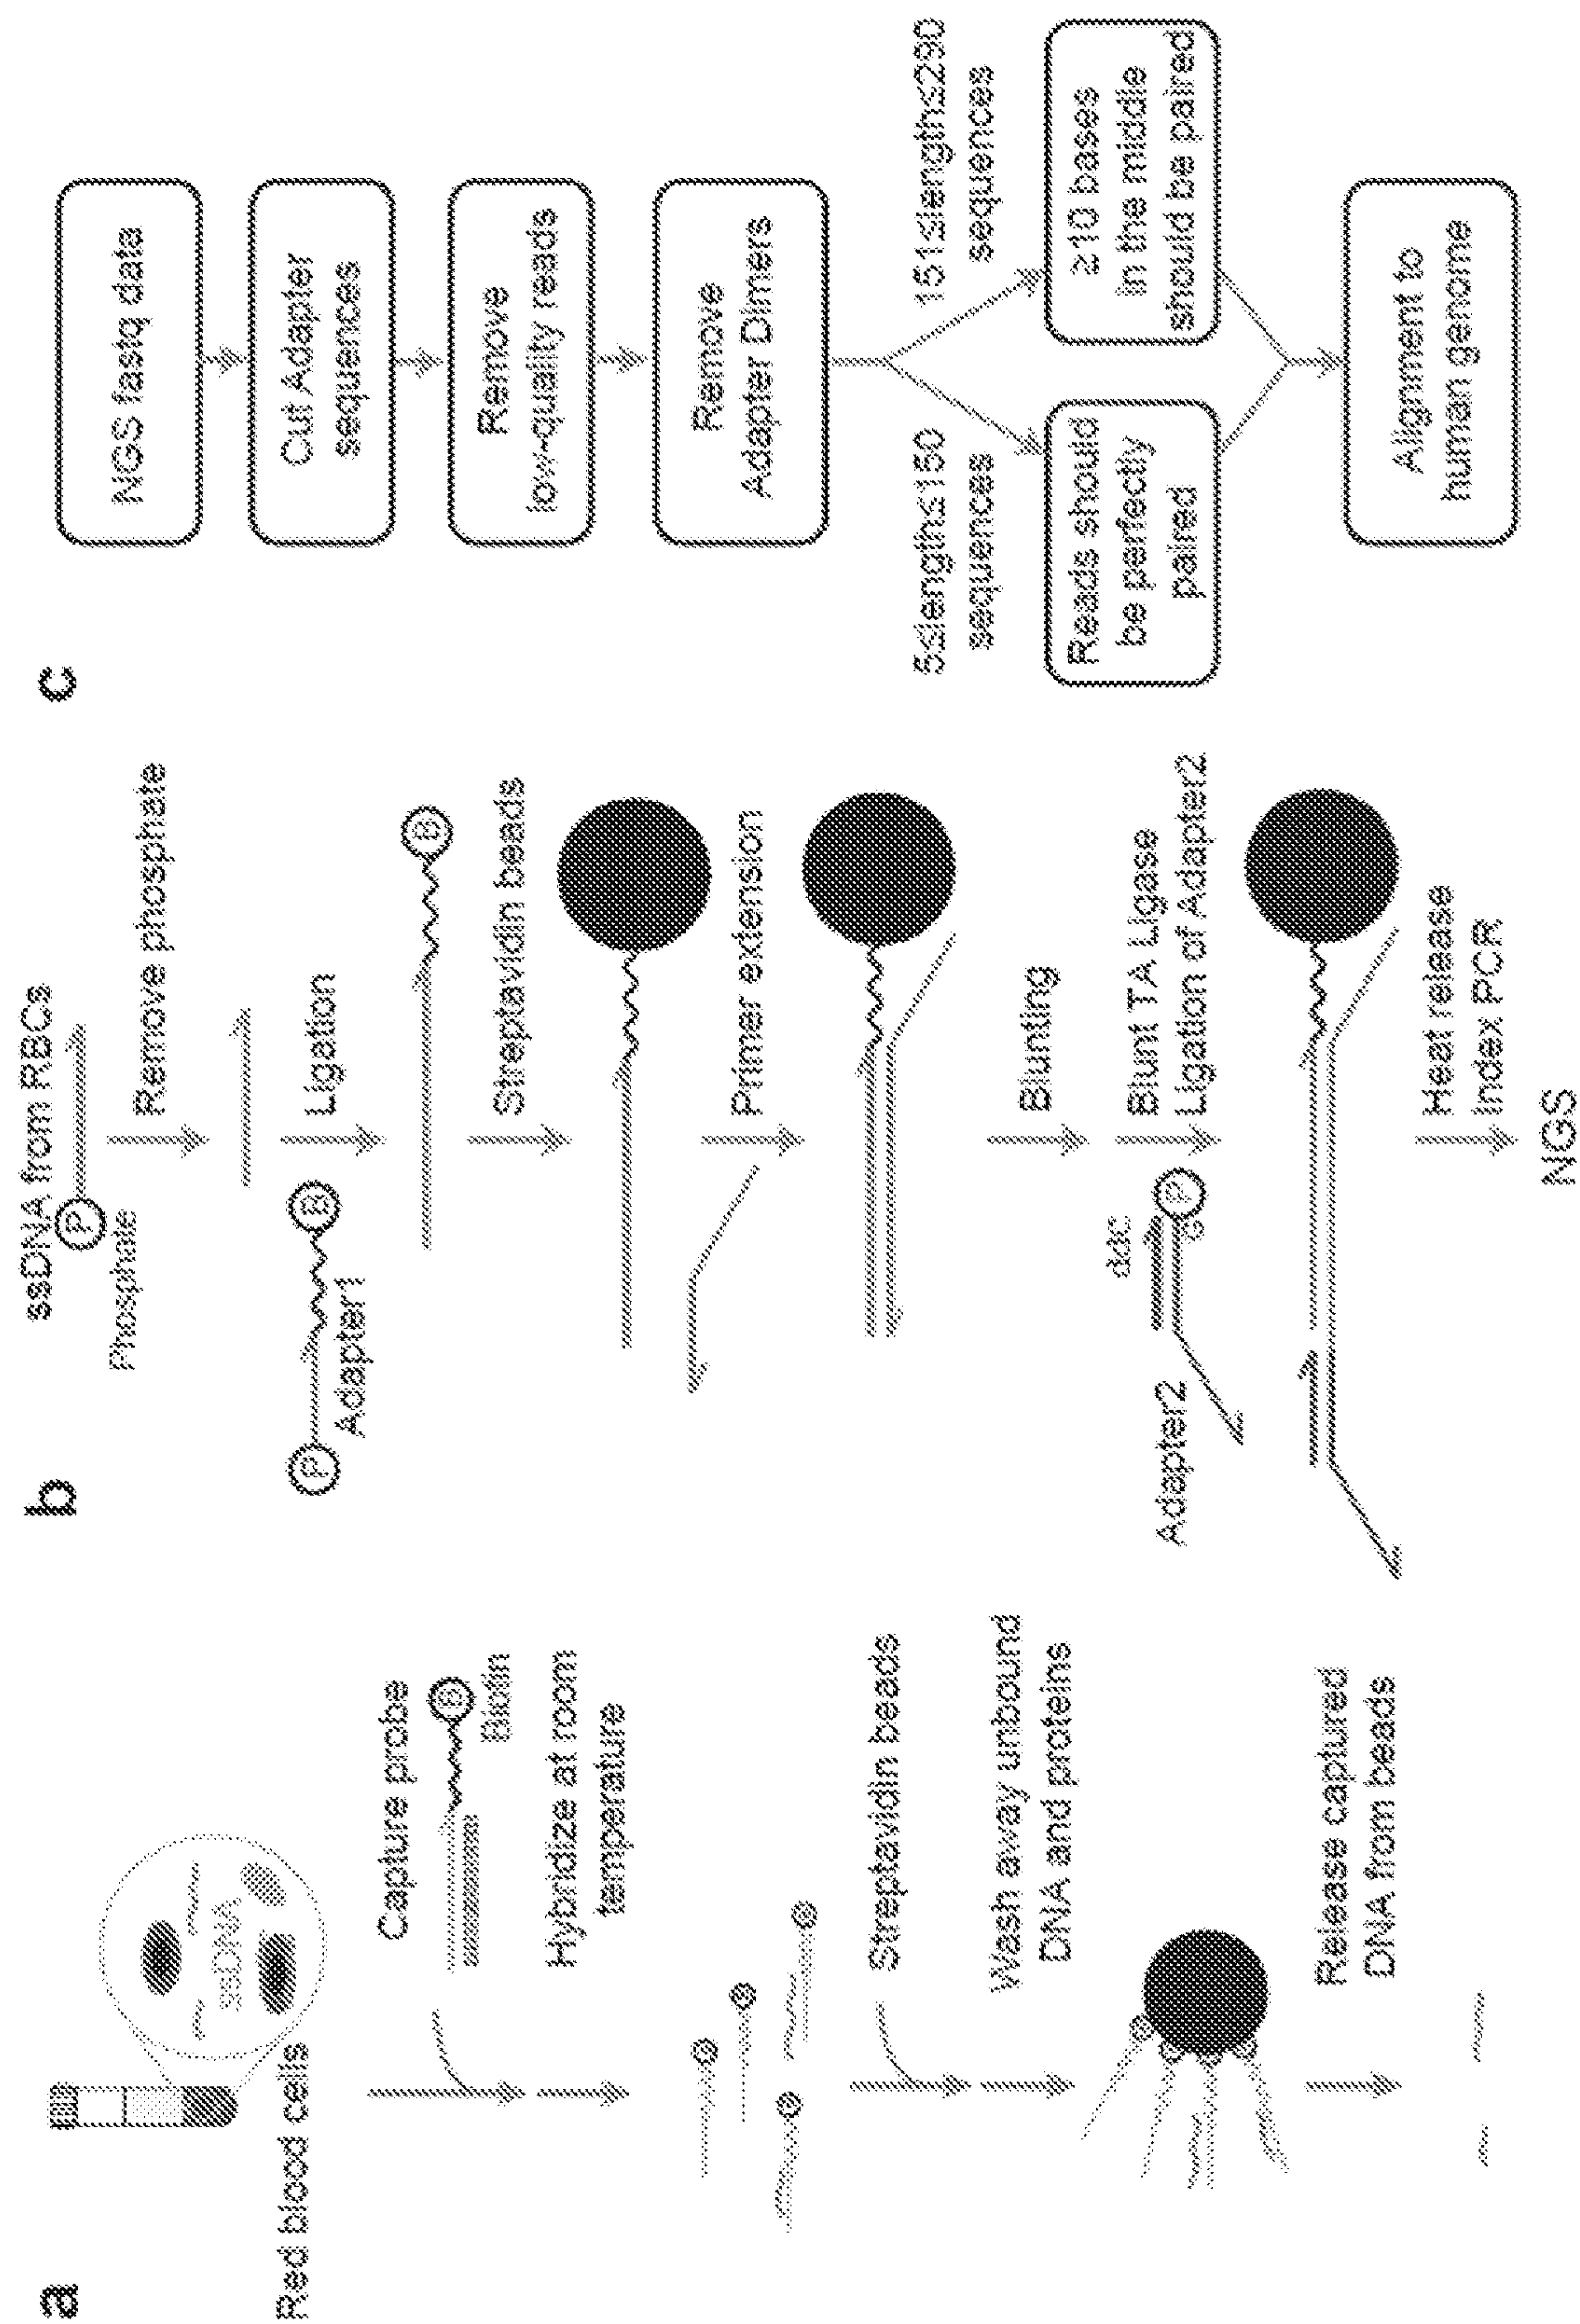 a
Red blood cells
ssDNA
Capture probe
B
Biotin
Hybridize at room
temperature
Streptavidin beads
Wash away unbound
DNA and proteins
Release captured
DNA from beads
b
ssDNA from RBCs
P
Phosphate
Remove phosphate
P
B
Adapter1
Ligation
B
Streptavidin beads
Primer extension
Blunting
ddC
P
Adapter2
Blunt TA Ligase
Ligation of Adapter2
Heat release
Index PCR
NGS
c
NGS fastq data
Cut Adapter
sequences
Remove
low-quality reads
Remove
Adapter Dimers
5≤length≤150
sequences
151≤length≤290
sequences
Reads should
be perfectly
paired
≥10 bases
in the middle
should be paired
Alignment to
human genome